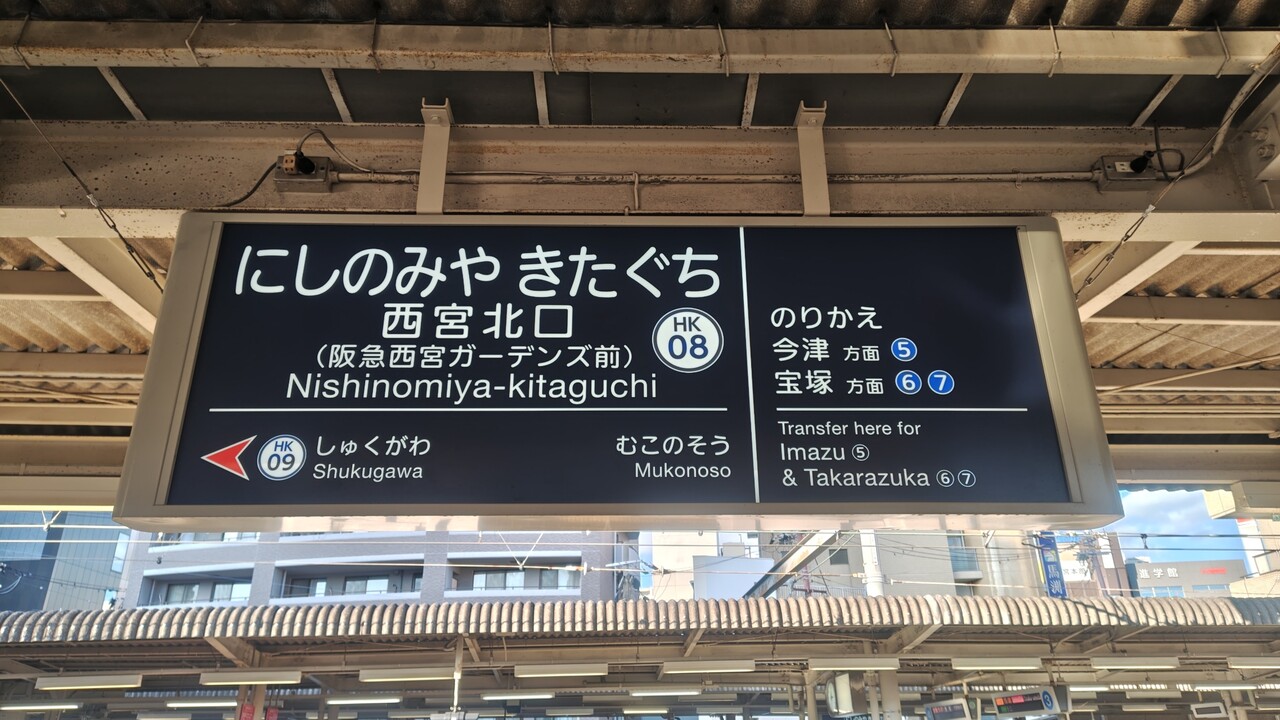 にしのみや きたぐち
西宮北口
（阪急西宮ガーデンズ前）
HK
08
Nishinomiya-kitaguchi
HK
09
しゅくがわ
Shukugawa
むこのそう
Mukonoso
のりかえ
今津 方面 5
宝塚 方面 6 7
Transfer here for
Imazu ⑤
& Takarazuka ⑥⑦
進学館